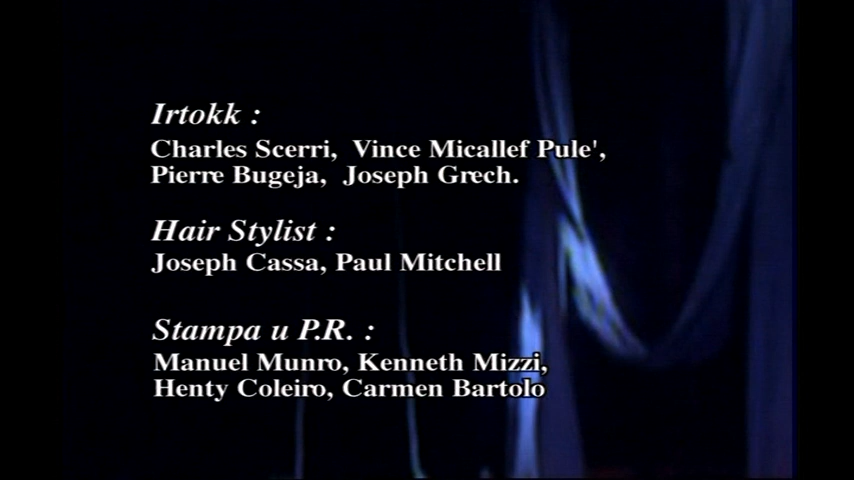 Irtokk :
Charles Scerri, Vince Micallef Pule',
Pierre Bugeja, Joseph Grech.
Hair Stylist :
Joseph Cassa, Paul Mitchell
Stampa u P.R. :
Manuel Munro, Kenneth Mizzi,
Henty Coleiro, Carmen Bartolo